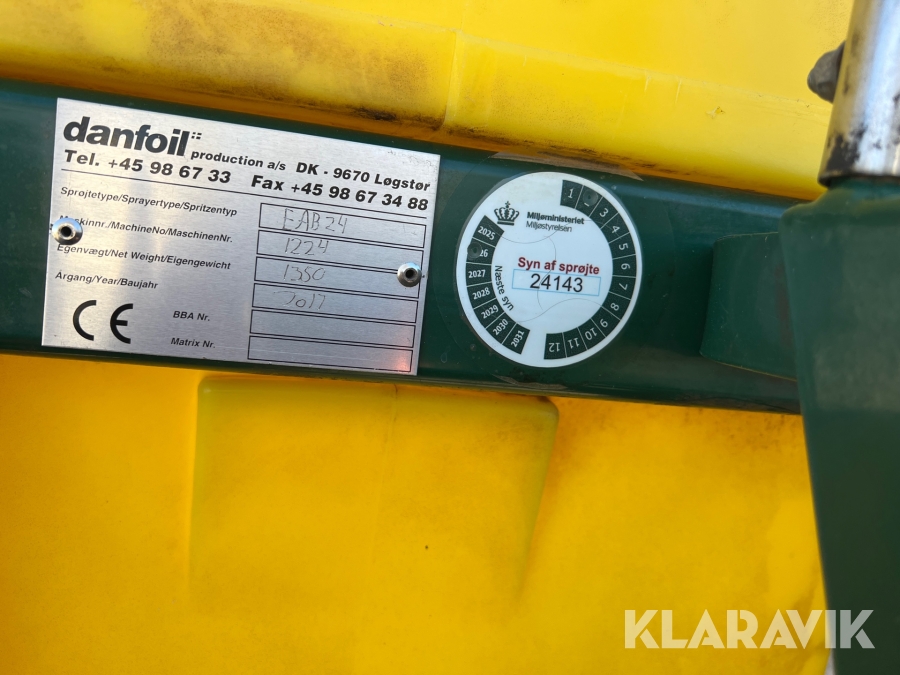 danfoil production a/s DK - 9670 Løgstør
Tel. +45 98 67 33 Fax +45 98 67 34 88
Sprøjtetype/Sprayertype/Spritzentyp EAB24
Maskinnr./MachineNo/MaschinenNr. 1224
Egenvægt/Net Weight/Eigengewicht 1350
Årgang/Year/Baujahr 2017
BBA Nr.
Matrix Nr.
CE
Miljøministeriet
Miljøstyrelsen
Syn af sprøjte
24143
Næste syn
2025
26
2027
2028
2029
2030
2031
1
3
4
5
6
7
8
9
10
11
12
KLARAVIK